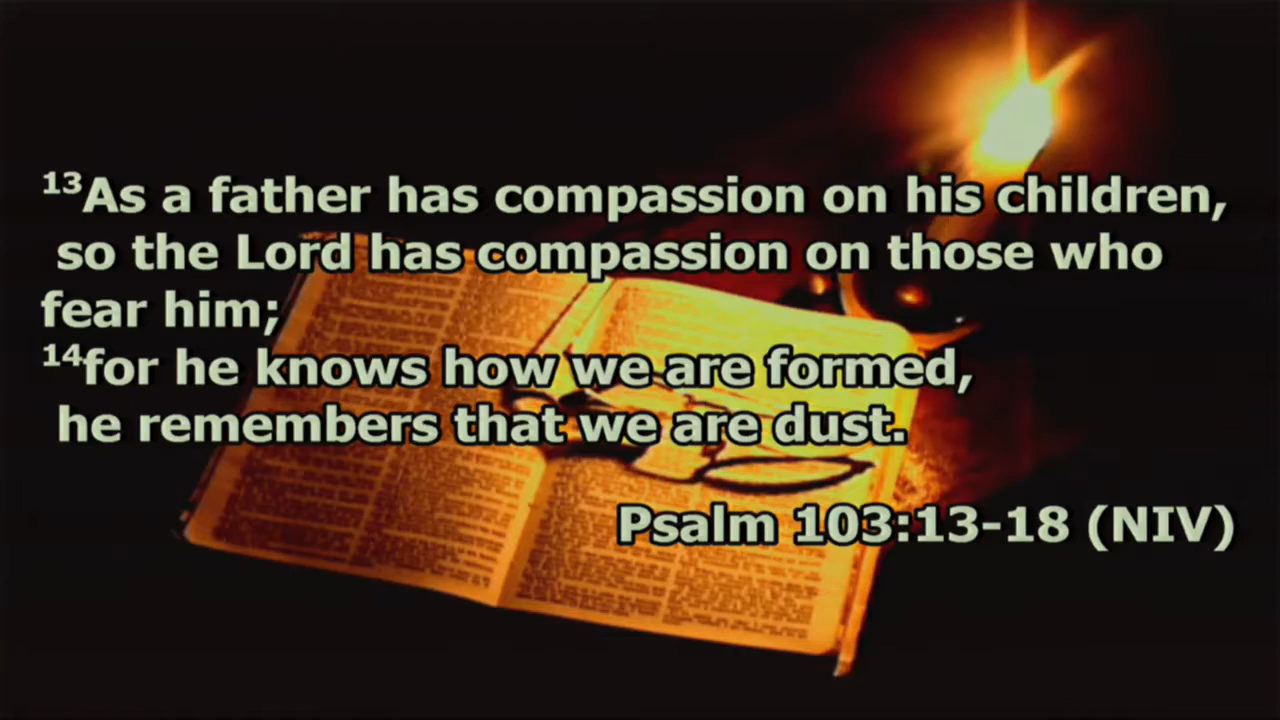 ¹³As a father has compassion on his children,
so the Lord has compassion on those who
fear him;
¹⁴for he knows how we are formed,
he remembers that we are dust.
Psalm 103:13-18 (NIV)